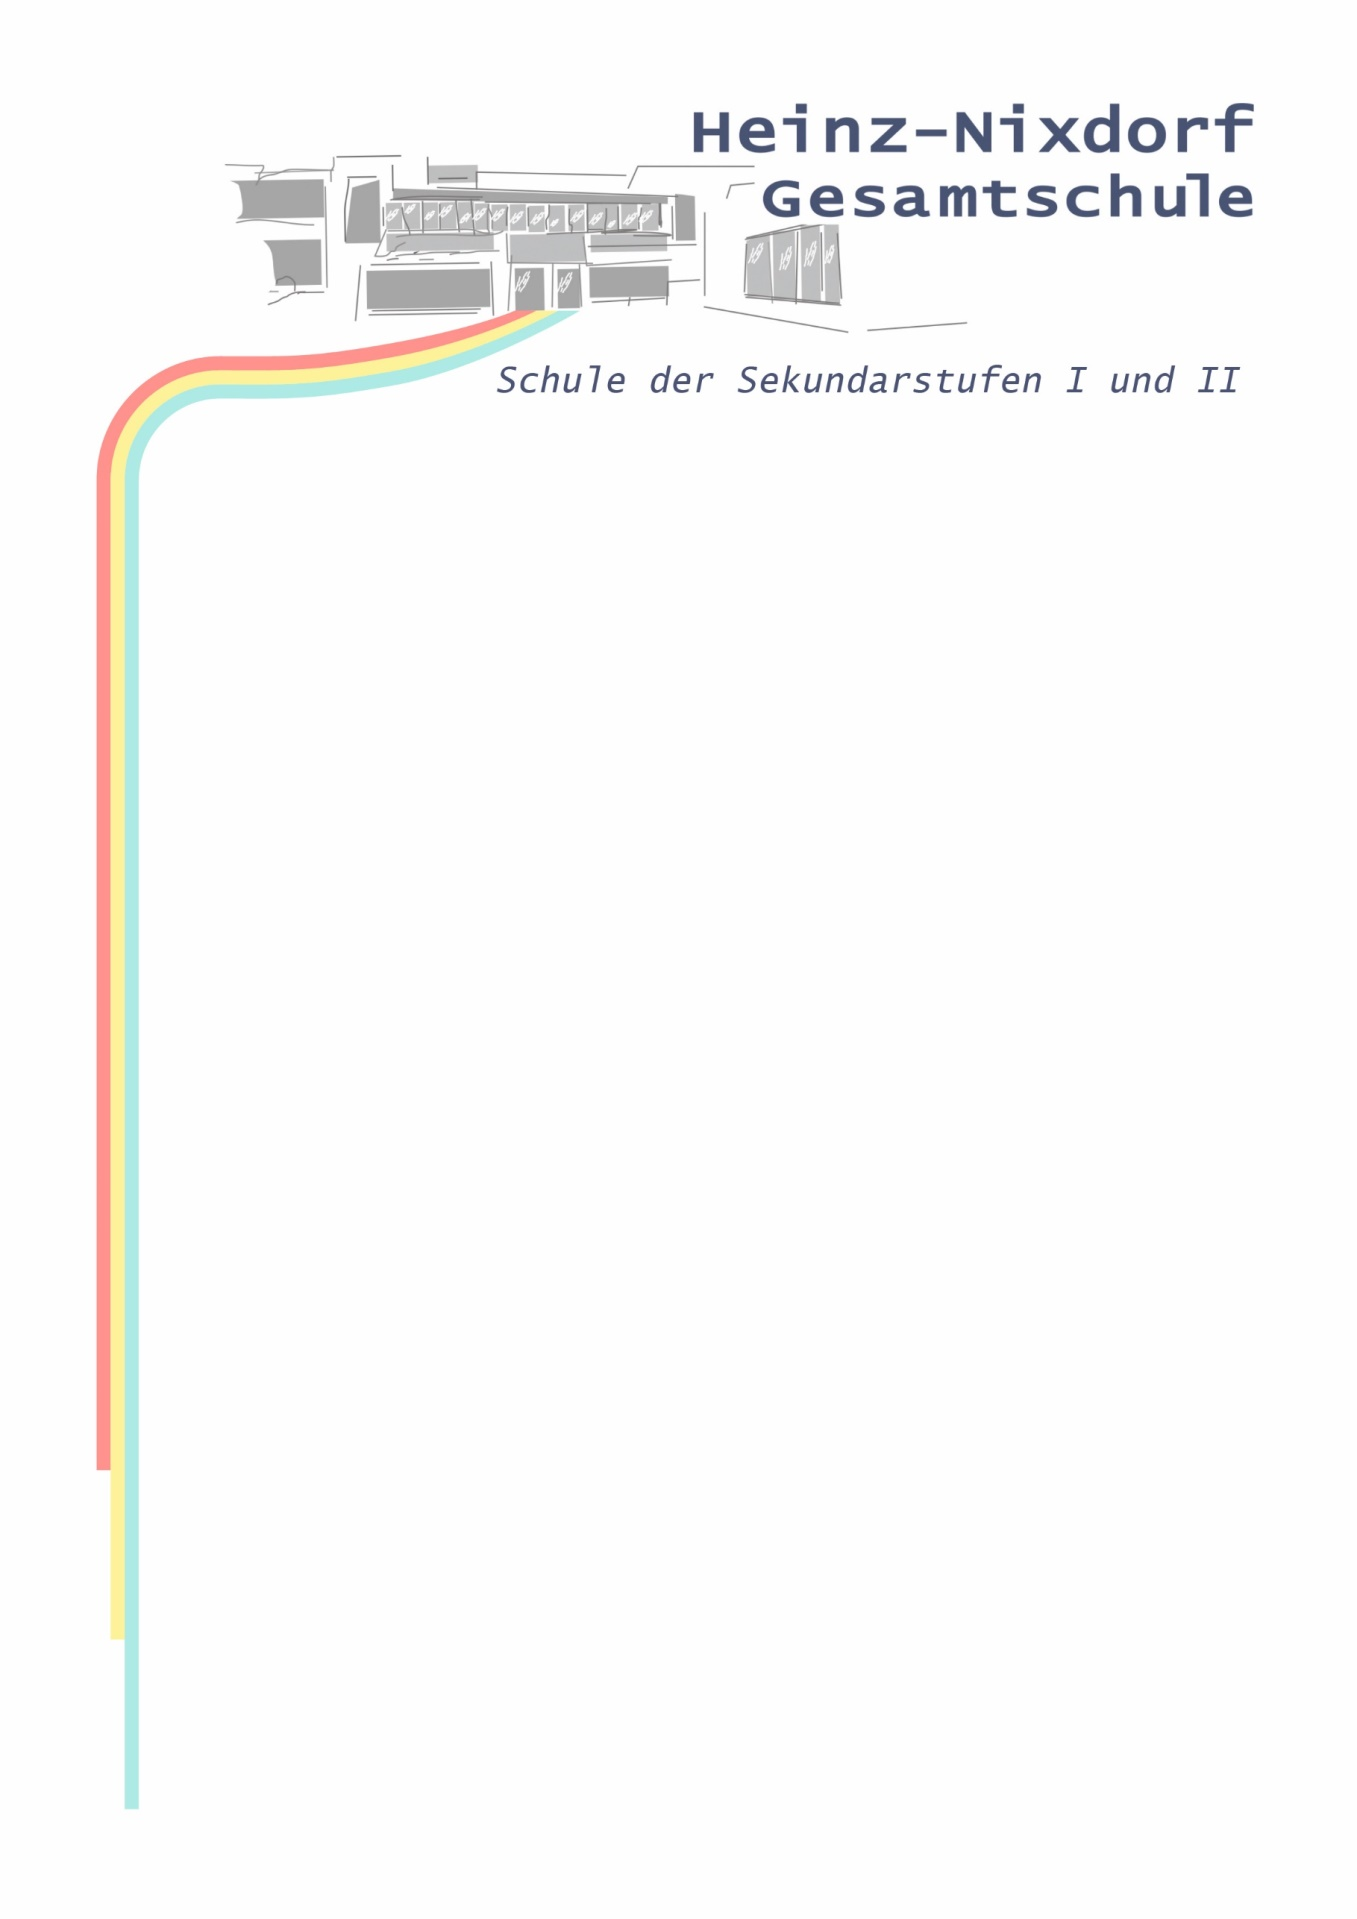 Heinz-Nixdorf
Gesamtschule
Schule der Sekundarstufen I und II